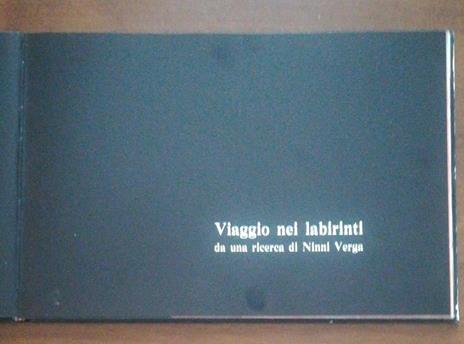 Viaggio nei labirinti
da una ricerca di Ninni Verga